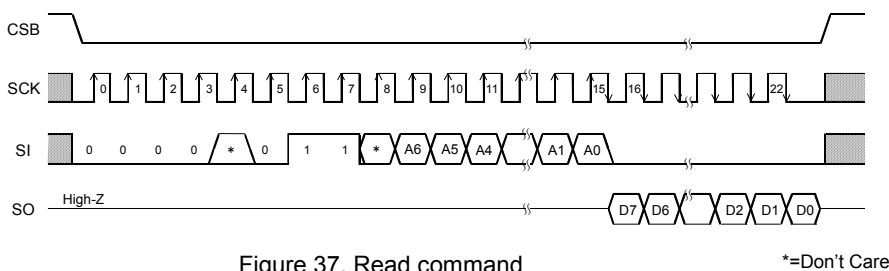 CSB
SCK 0 1 2 3 4 5 6 7 8 9 10 11 15 16 22
SI 0 0 0 0 * 0 1 1 * A6 A5 A4 A1 A0
SO High-Z D7 D6 D2 D1 D0
Figure 37. Read command
*=Don't Care